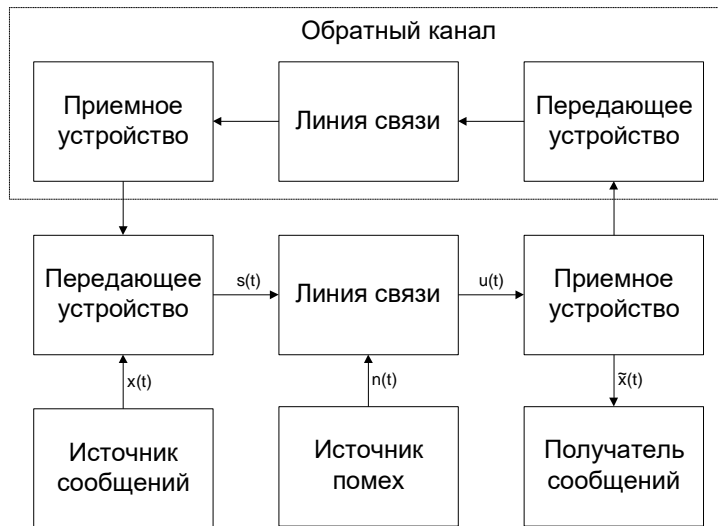 Обратный канал
Приемное
устройство
Линия связи
Передающее
устройство
Передающее
устройство
s(t)
Линия связи
u(t)
Приемное
устройство
x(t)
n(t)
x̃(t)
Источник
сообщений
Источник
помех
Получатель
сообщений